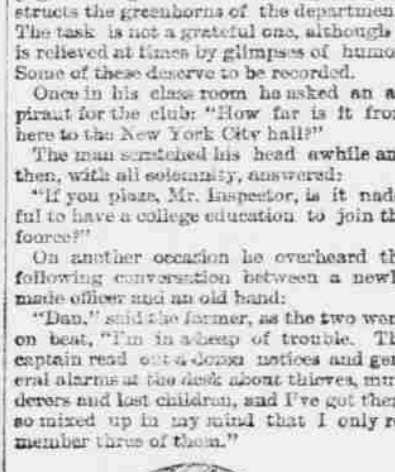 structs the greenhorns of the departmen
The task is not a grateful one, although
is relieved at times by glimpses of humo
Some of these deserve to be recorded.
Once in his class room he asked an a
pirant for the club: "How far is it fro
here to the New York City hall?"
The man scratched his head awhile an
then, with all solemnity, answered:
"If you plaze, Mr. Inspector, is it nade
ful to have a college education to join th
foorce?"
On another occasion he overheard th
following conversation between a newl
made officer and an old hand:
"Dan," said the former, as the two wen
on beat, "I'm in a heap of trouble. Th
captain read out a dozen notices and gen
eral alarms at the desk about thieves, mur
derers and lost children, and I've got them
so mixed up in my mind that I only re
member three of them."